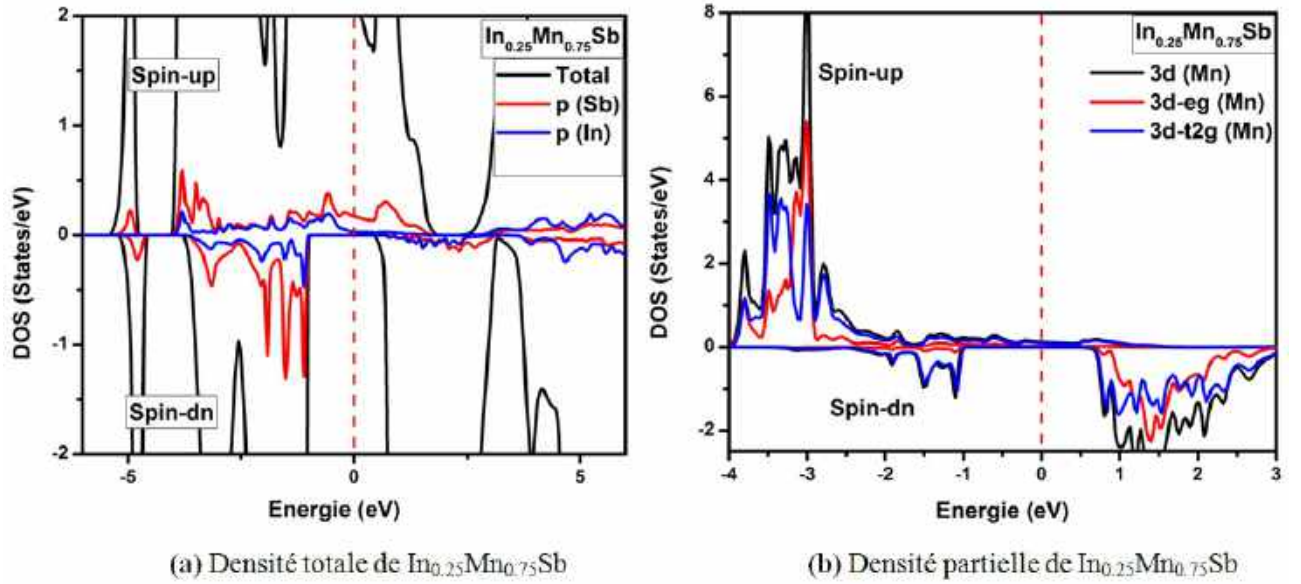 In0.25Mn0.75Sb
Spin-up
Total
p (Sb)
p (In)
Spin-dn
DOS (States/eV)
2
1
0
-1
-2
-5
0
5
Energie (eV)
(a) Densité totale de In0.25Mn0.75Sb
In0.25Mn0.75Sb
Spin-up
3d (Mn)
3d-eg (Mn)
3d-t2g (Mn)
Spin-dn
DOS (States/eV)
8
6
4
2
0
-2
-4
-3
-2
-1
0
1
2
3
Energie (eV)
(b) Densité partielle de In0.25Mn0.75Sb